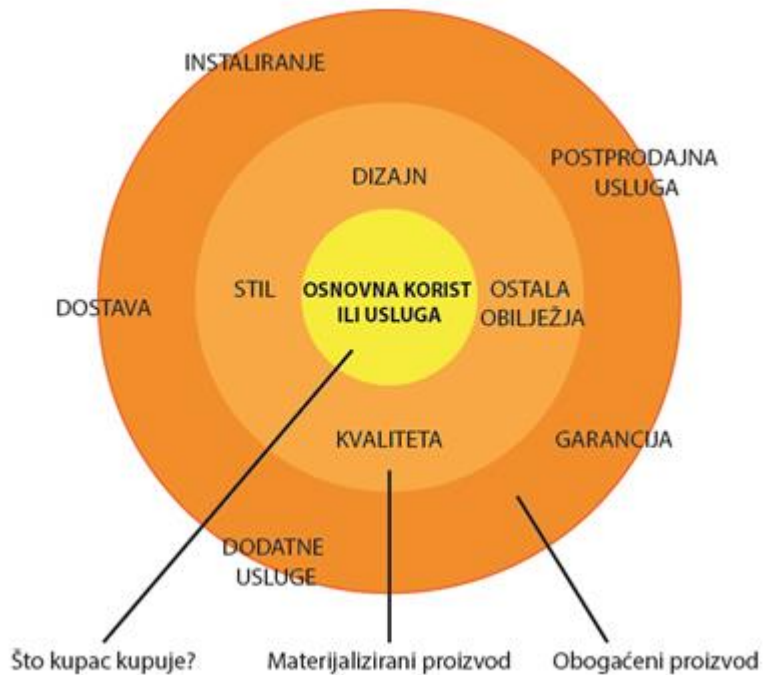 INSTALIRANJE
POSTPRODAJNA
USLUGA
DIZAJN
STIL
OSNOVNA KORIST
ILI USLUGA
OSTALA
OBILJEŽJA
DOSTAVA
KVALITETA
GARANCIJA
DODATNE
USLUGE
Što kupac kupuje?
Materijalizirani proizvod
Obogaćeni proizvod